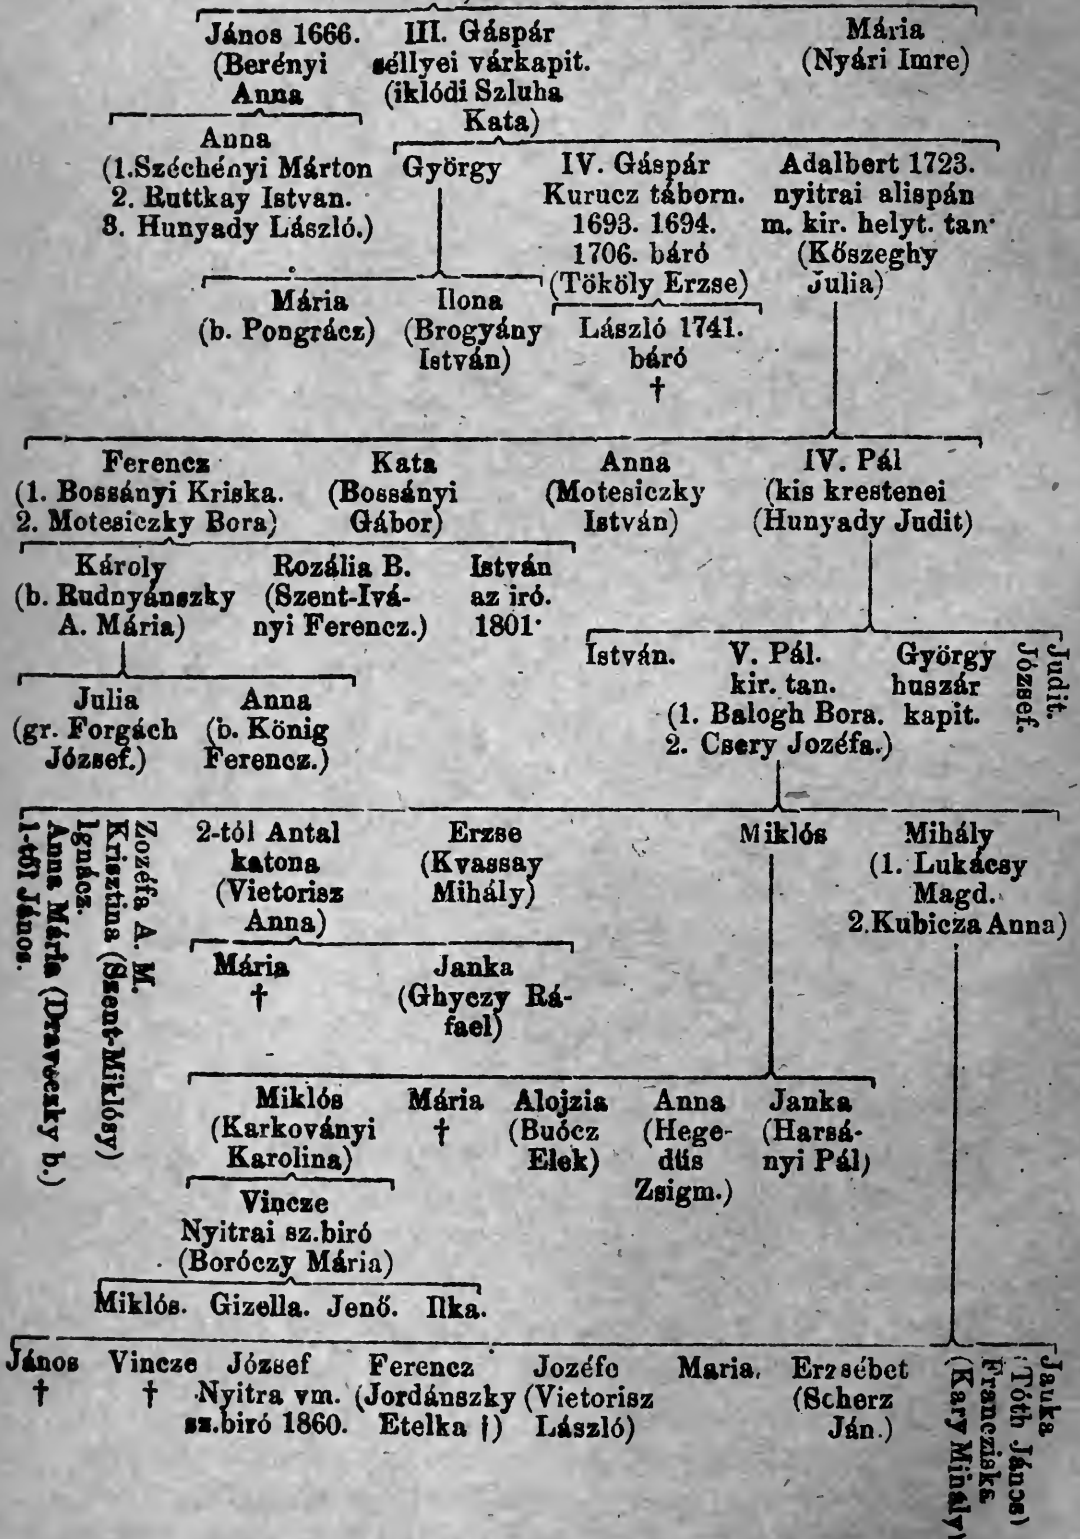 János 1666.
(Berényi
Anna
III. Gáspár
séllyei várkapit.
(iklódi Szluha
Kata)
Mária
(Nyári Imre)
Anna
(1.Széchényi Márton
2. Ruttkay Istvan.
3. Hunyady László.)
György
IV. Gáspár
Kurucz táborn.
1693. 1694.
1706. báró
(Tököly Erzse)
Adalbert 1723.
nyitrai alispán
m. kir. helyt. tan.
(Kőszeghy
Julia)
Mária
(b. Pongrácz)
Ilona
(Brogyány
István)
László 1741.
báró
†
Ferencz
(1. Bossányi Kriska.
2. Motesiczky Bora)
Kata
(Bossányi
Gábor)
Anna
(Motesiczky
István)
IV. Pál
(kis krestenei
(Hunyady Judit)
Károly
(b. Rudnyánszky
A. Mária)
Rozália B.
(Szent-Ivá-
nyi Ferencz.)
István
az iró.
1801.
István.
V. Pál.
kir. tan.
(1. Balogh Bora.
2. Csery Jozéfa.)
György
huszár
kapit.
Judit.
József.
Julia
(gr. Forgách
József.)
Anna
(b. König
Ferencz.)
Zozéfa A. M.
Krisztina (Szent-Miklósy)
Ignácz.
Anna Mária (Draveczky b.)
1-től János.
2-tól Antal
katona
(Vietorisz
Anna)
Erzse
(Kvassay
Mihály)
Miklós
Mihály
(1. Lukácsy
Magd.
2.Kubicza Anna)
Mária
†
Janka
(Ghyczy Rá-
fael)
Miklós
(Karkoványi
Karolina)
Mária
†
Alojzia
(Buócz
Elek)
Anna
(Hege-
düs
Zsigm.)
Janka
(Harsá-
nyi Pál)
Vincze
Nyitrai sz.biró
(Boróczy Mária)
Miklós. Gizella. Jenő. Ilka.
János
†
Vincze
†
József
Nyitra vm.
sz.biró 1860.
Ferencz
(Jordánszky
Etelka †)
Jozéfc
(Vietorisz
László)
Maria.
Erzsébet
(Scherz
Ján.)
Jauka
(Tóth János)
Francziska
(Kary Mihály)